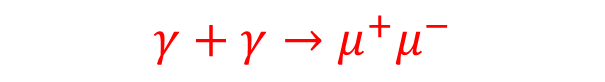 γ + γ → μ⁺μ⁻